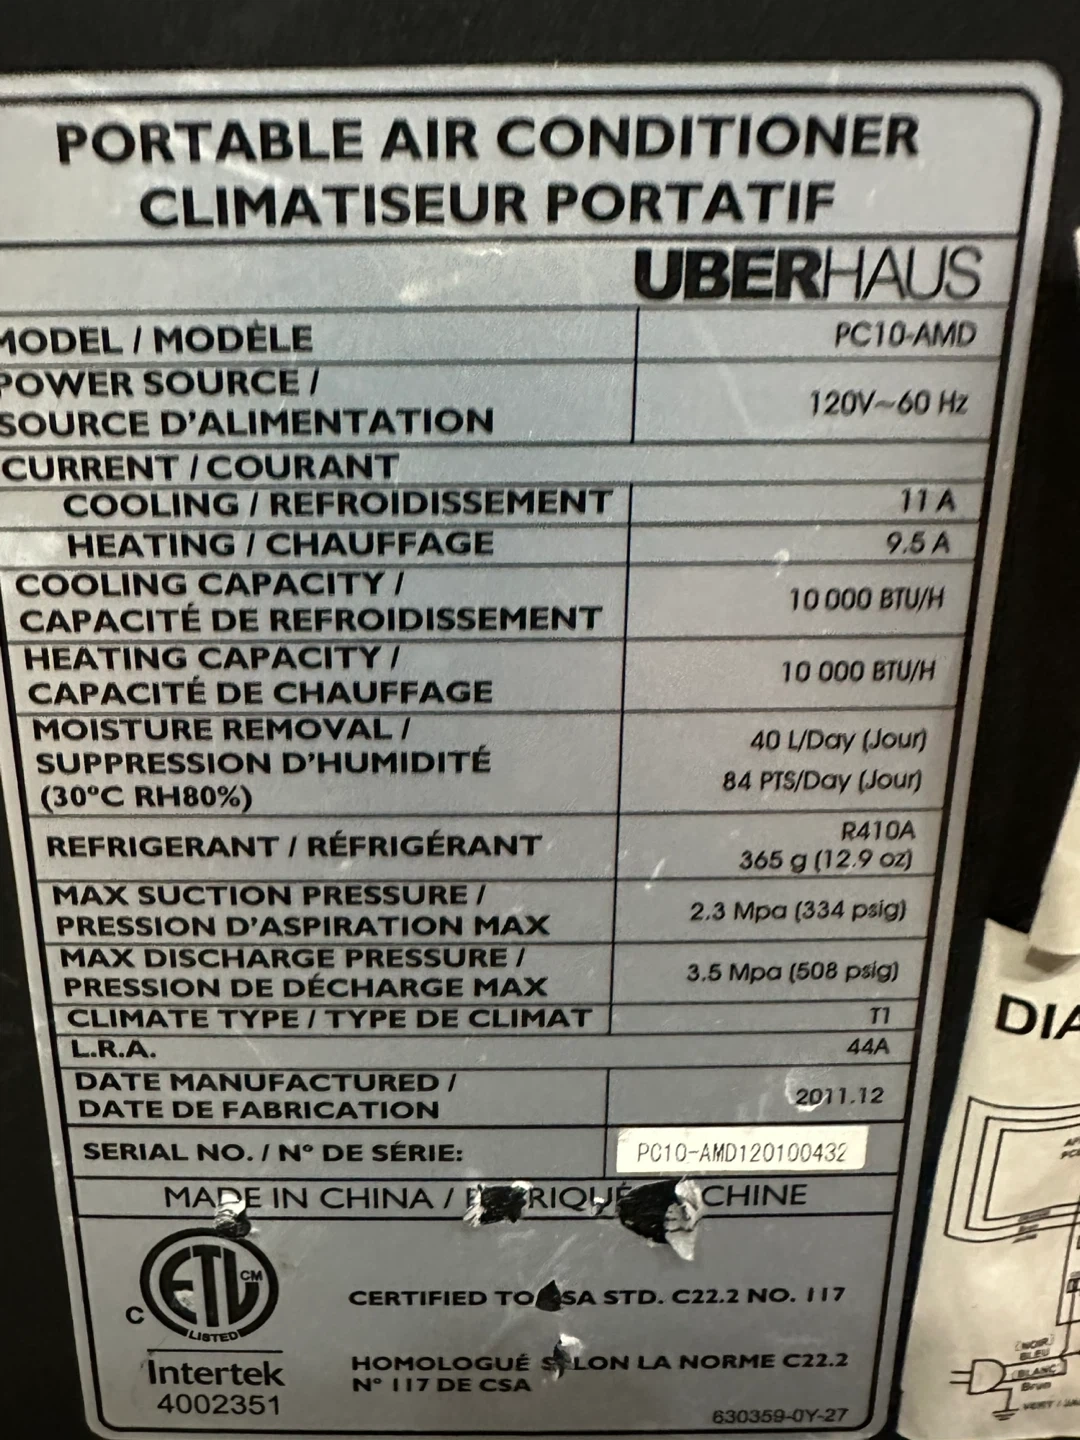 PORTABLE AIR CONDITIONER
CLIMATISEUR PORTATIF
UBERHAUS
MODEL / MODÈLE PC10-AMD
POWER SOURCE /
SOURCE D'ALIMENTATION 120V~60 Hz
CURRENT / COURANT
COOLING / REFROIDISSEMENT 11 A
HEATING / CHAUFFAGE 9.5 A
COOLING CAPACITY /
CAPACITÉ DE REFROIDISSEMENT 10 000 BTU/H
HEATING CAPACITY /
CAPACITÉ DE CHAUFFAGE 10 000 BTU/H
MOISTURE REMOVAL / 40 L/Day (Jour)
SUPPRESSION D'HUMIDITÉ 84 PTS/Day (Jour)
(30°C RH80%)
REFRIGERANT / RÉFRIGÉRANT R410A
365 g (12.9 oz)
MAX SUCTION PRESSURE /
PRESSION D'ASPIRATION MAX 2.3 Mpa (334 psig)
MAX DISCHARGE PRESSURE /
PRESSION DE DÉCHARGE MAX 3.5 Mpa (508 psig)
CLIMATE TYPE / TYPE DE CLIMAT T1
L.R.A. 44A
DATE MANUFACTURED /
DATE DE FABRICATION 2011.12
SERIAL NO. / N° DE SÉRIE: PC10-AMD120100432
MADE IN CHINA / CHINE
C ETL CM
LISTED
Intertek
4002351
CERTIFIED TO SA STD. C22.2 NO. 117
HOMOLOGUÉ SELON LA NORME C22.2
N° 117 DE CSA
630359-0Y-27
DIA
NOIR
BLEU
BLANC
Brun
VERT /